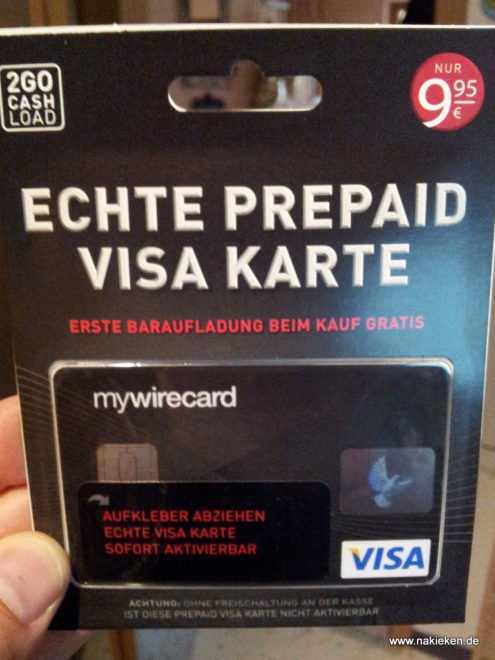 2GO
CASH
LOAD
NUR
9.95
€
ECHTE PREPAID
VISA KARTE
ERSTE BARAUFLADUNG BEIM KAUF GRATIS
mywirecard
AUFKLEBER ABZIEHEN
ECHTE VISA KARTE
SOFORT AKTIVIERBAR
VISA
ACHTUNG: OHNE FREISCHALTUNG AN DER KASSE
IST DIESE PREPAID VISA KARTE NICHT AKTIVIERBAR
www.nakieken.de